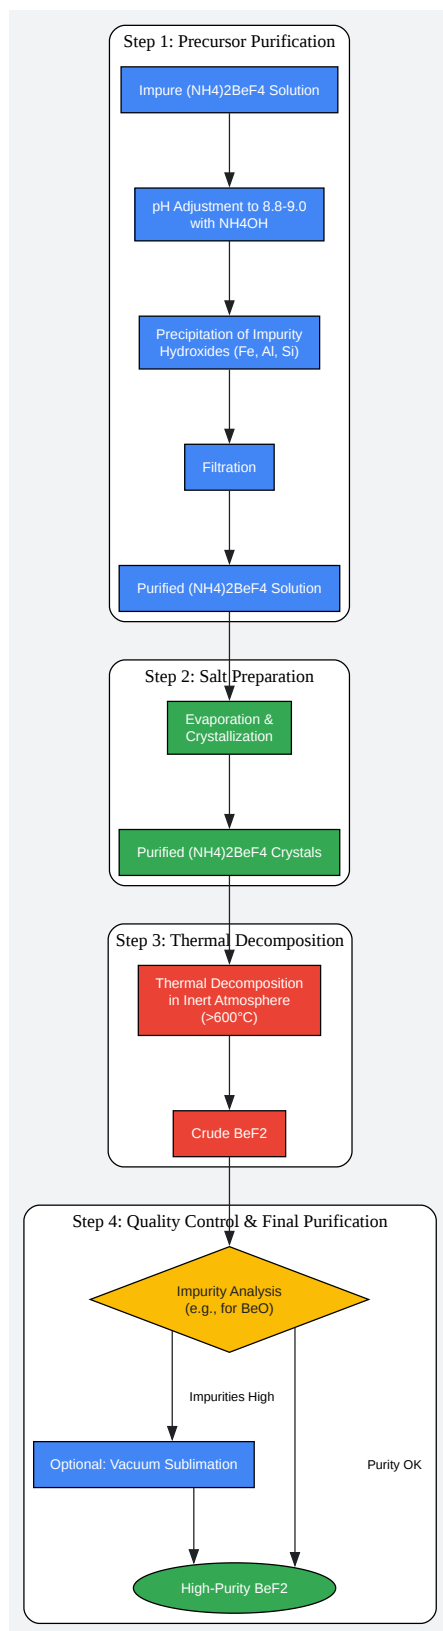 Step 1: Precursor Purification
Impure (NH4)2BeF4 Solution
pH Adjustment to 8.8-9.0
with NH4OH
Precipitation of Impurity
Hydroxides (Fe, Al, Si)
Filtration
Purified (NH4)2BeF4 Solution
Step 2: Salt Preparation
Evaporation &
Crystallization
Purified (NH4)2BeF4 Crystals
Step 3: Thermal Decomposition
Thermal Decomposition
in Inert Atmosphere
(>600°C)
Crude BeF2
Step 4: Quality Control & Final Purification
Impurity Analysis
(e.g., for BeO)
Impurities High
Optional: Vacuum Sublimation
Purity OK
High-Purity BeF2